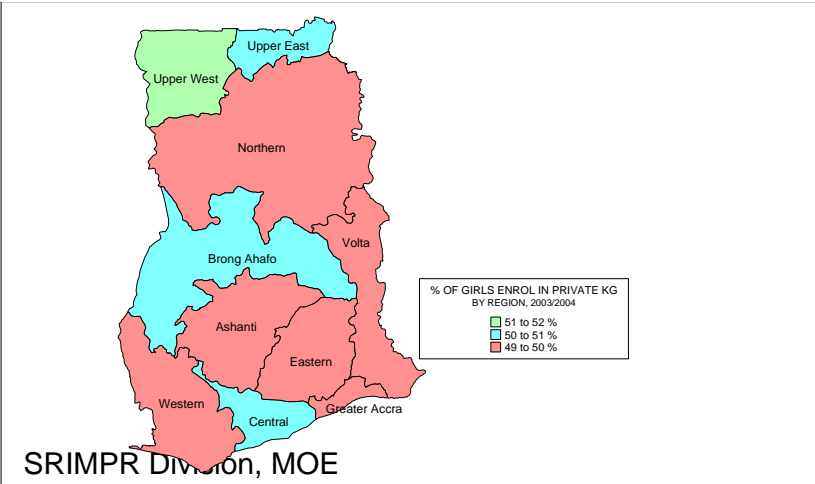 Upper East
Upper West
Northern
Volta
Brong Ahafo
% OF GIRLS ENROL IN PRIVATE KG
BY REGION, 2003/2004
51 to 52 %
50 to 51 %
49 to 50 %
Ashanti
Eastern
Western
Greater Accra
Central
SRIMPR Division, MOE